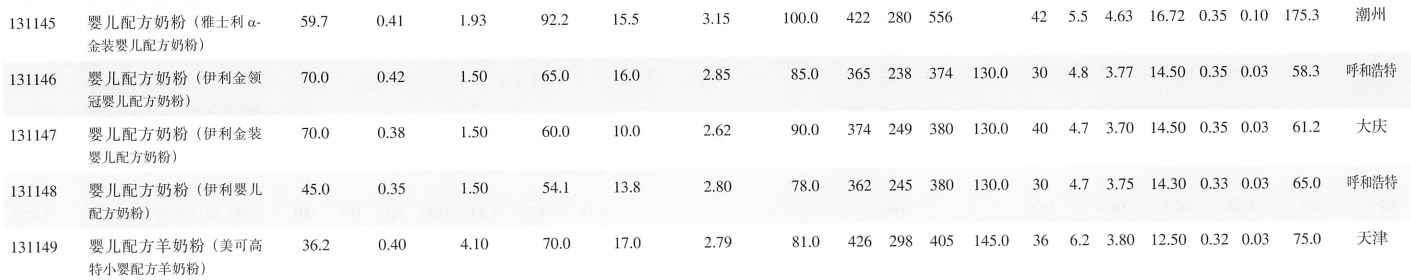 131145 婴儿配方奶粉（雅士利 α- 59.7 0.41 1.93 92.2 15.5 3.15 100.0 422 280 556 42 5.5 4.63 16.72 0.35 0.10 175.3 潮州
金装婴儿配方奶粉）
131146 婴儿配方奶粉（伊利金领 70.0 0.42 1.50 65.0 16.0 2.85 85.0 365 238 374 130.0 30 4.8 3.77 14.50 0.35 0.03 58.3 呼和浩特
冠婴儿配方奶粉）
131147 婴儿配方奶粉（伊利金装 70.0 0.38 1.50 60.0 10.0 2.62 90.0 374 249 380 130.0 40 4.7 3.70 14.50 0.35 0.03 61.2 大庆
婴儿配方奶粉）
131148 婴儿配方奶粉（伊利婴儿 45.0 0.35 1.50 54.1 13.8 2.80 78.0 362 245 380 130.0 30 4.7 3.75 14.30 0.33 0.03 65.0 呼和浩特
配方奶粉）
131149 婴儿配方羊奶粉（美可高 36.2 0.40 4.10 70.0 17.0 2.79 81.0 426 298 405 145.0 36 6.2 3.80 12.50 0.32 0.03 75.0 天津
特小婴配方羊奶粉）